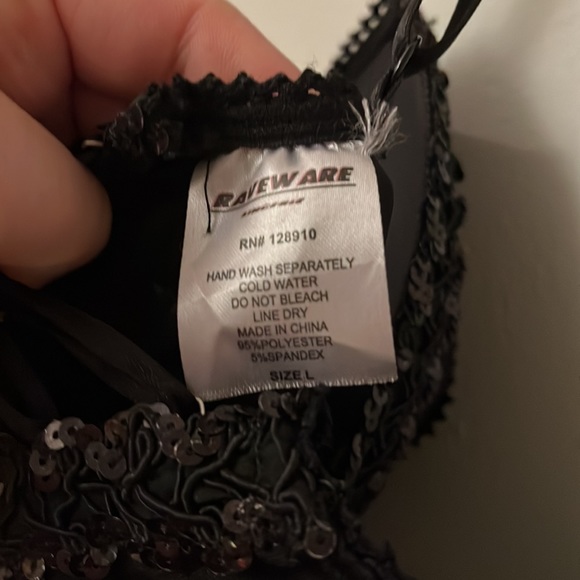 RAVEWARE
RN# 128910
HAND WASH SEPARATELY
COLD WATER
DO NOT BLEACH
LINE DRY
MADE IN CHINA
95%POLYESTER
5%SPANDEX
SIZE L